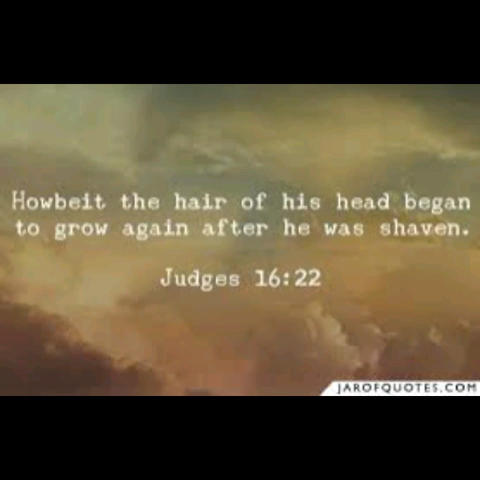 Howbeit the hair of his head began
to grow again after he was shaven.
Judges 16:22
JAROFQUOTES.COM